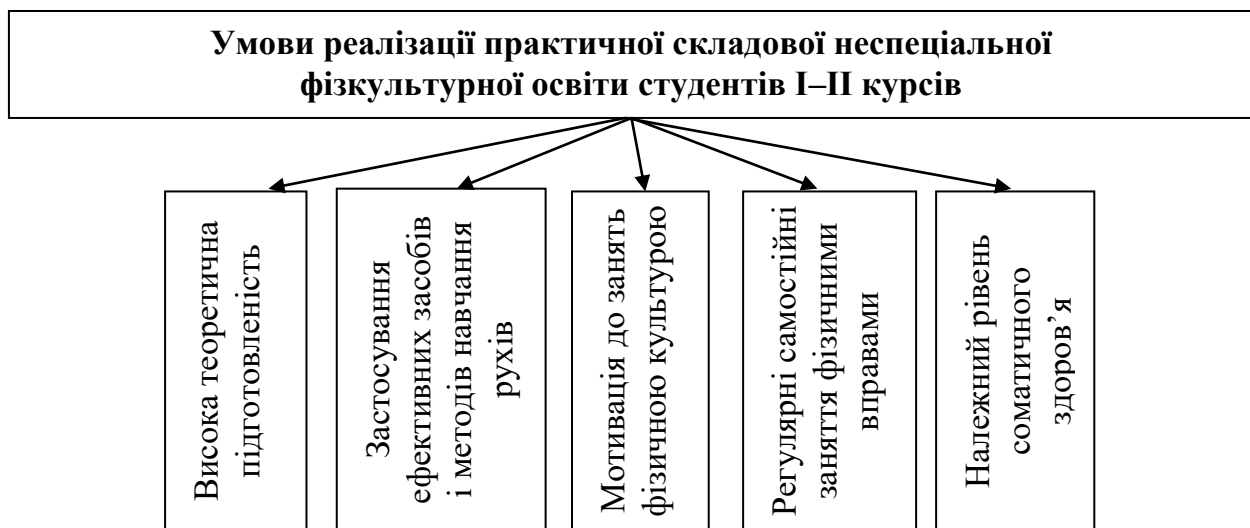 Умови реалізації практичної складової неспеціальної
фізкультурної освіти студентів І–ІІ курсів
Висока теоретична
підготовленість
Застосування
ефективних засобів
і методів навчання
рухів
Мотивація до занять
фізичною культурою
Регулярні самостійні
заняття фізичними
вправами
Належний рівень
соматичного
здоров’я